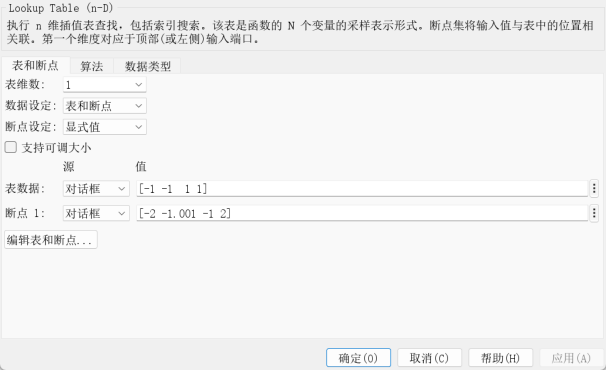 Lookup Table (n-D)
执行 n 维插值表查找，包括索引搜索。该表是函数的 N 个变量的采样表示形式。断点集将输入值与表中的位置相
关联。第一个维度对应于顶部(或左侧)输入端口。
表和断点 算法 数据类型
表维数: 1
数据设定: 表和断点
断点设定: 显式值
支持可调大小
源 值
表数据: 对话框 [-1 -1  1 1]
断点 1: 对话框 [-2 -1.001 -1 2]
编辑表和断点...
确定(O) 取消(C) 帮助(H) 应用(A)